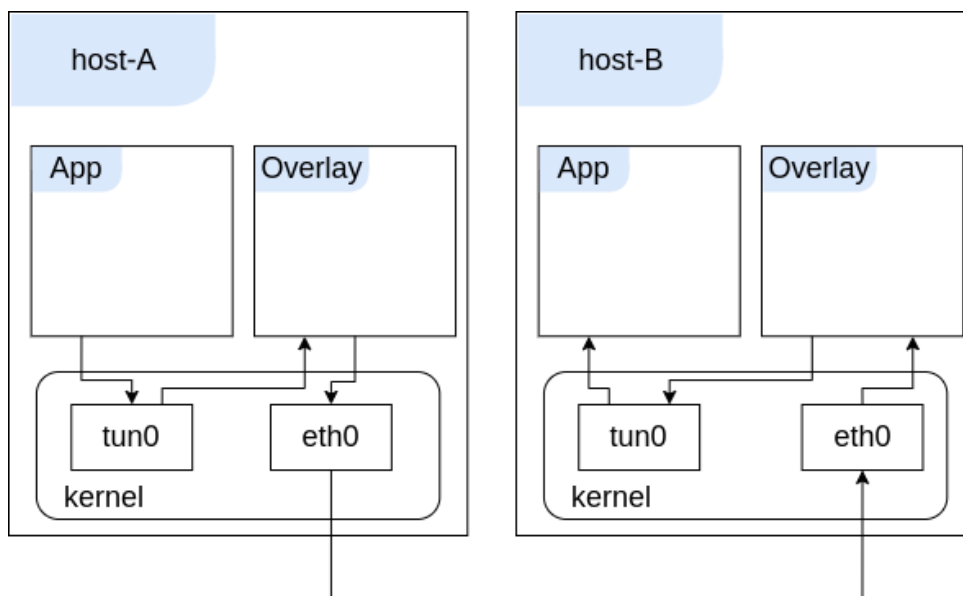 host-A
App
Overlay
tun0
eth0
kernel
host-B
App
Overlay
tun0
eth0
kernel